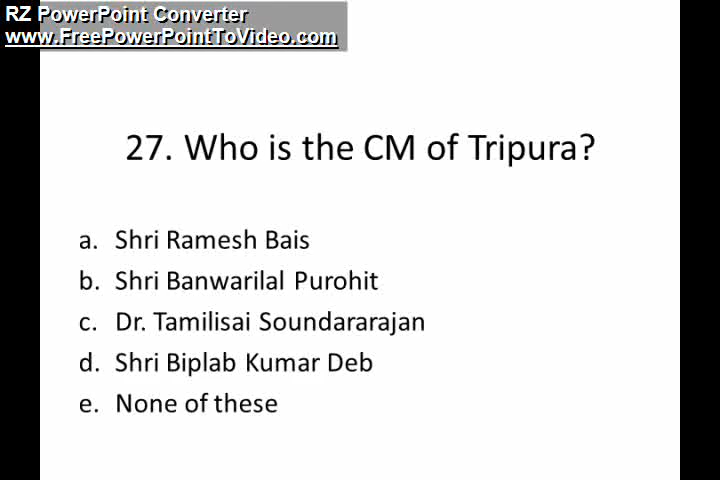 RZ PowerPoint Converter
www.FreePowerPointToVideo.com
27. Who is the CM of Tripura?
a. Shri Ramesh Bais
b. Shri Banwarilal Purohit
c. Dr. Tamilisai Soundararajan
d. Shri Biplab Kumar Deb
e. None of these